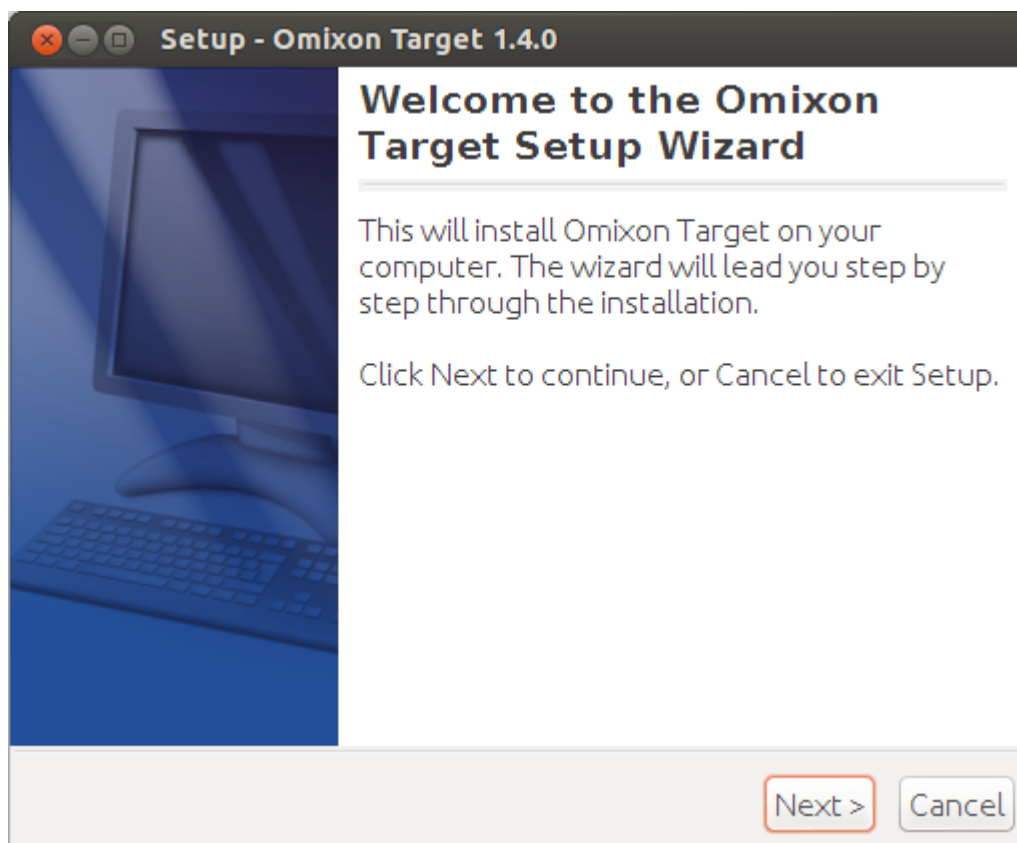 Setup - Omixon Target 1.4.0
Welcome to the Omixon
Target Setup Wizard
This will install Omixon Target on your
computer. The wizard will lead you step by
step through the installation.
Click Next to continue, or Cancel to exit Setup.
Next >
Cancel